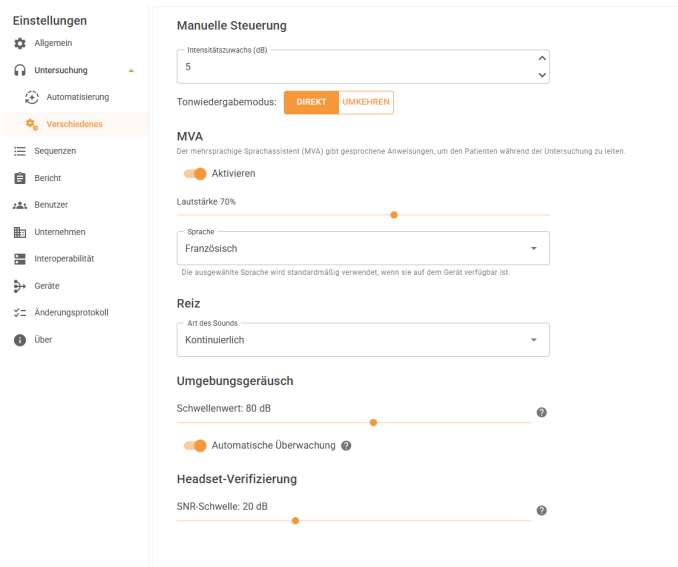 Einstellungen
Allgemein
Untersuchung
Automatisierung
Verschiedenes
Sequenzen
Bericht
Benutzer
Unternehmen
Interoperabilität
Geräte
Änderungsprotokoll
Über
Manuelle Steuerung
Intensitätszuwachs (dB)
5
Tonwiedergabemodus: DIREKT UMKEHREN
MVA
Der mehrsprachige Sprachassistent (MVA) gibt gesprochene Anweisungen, um den Patienten während der Untersuchung zu leiten.
Aktivieren
Lautstärke 70%
Sprache
Französisch
Die ausgewählte Sprache wird standardmäßig verwendet, wenn sie auf dem Gerät verfügbar ist.
Reiz
Art des Sounds
Kontinuierlich
Umgebungsgeräusch
Schwellenwert: 80 dB
Automatische Überwachung
Headset-Verifizierung
SNR-Schwelle: 20 dB